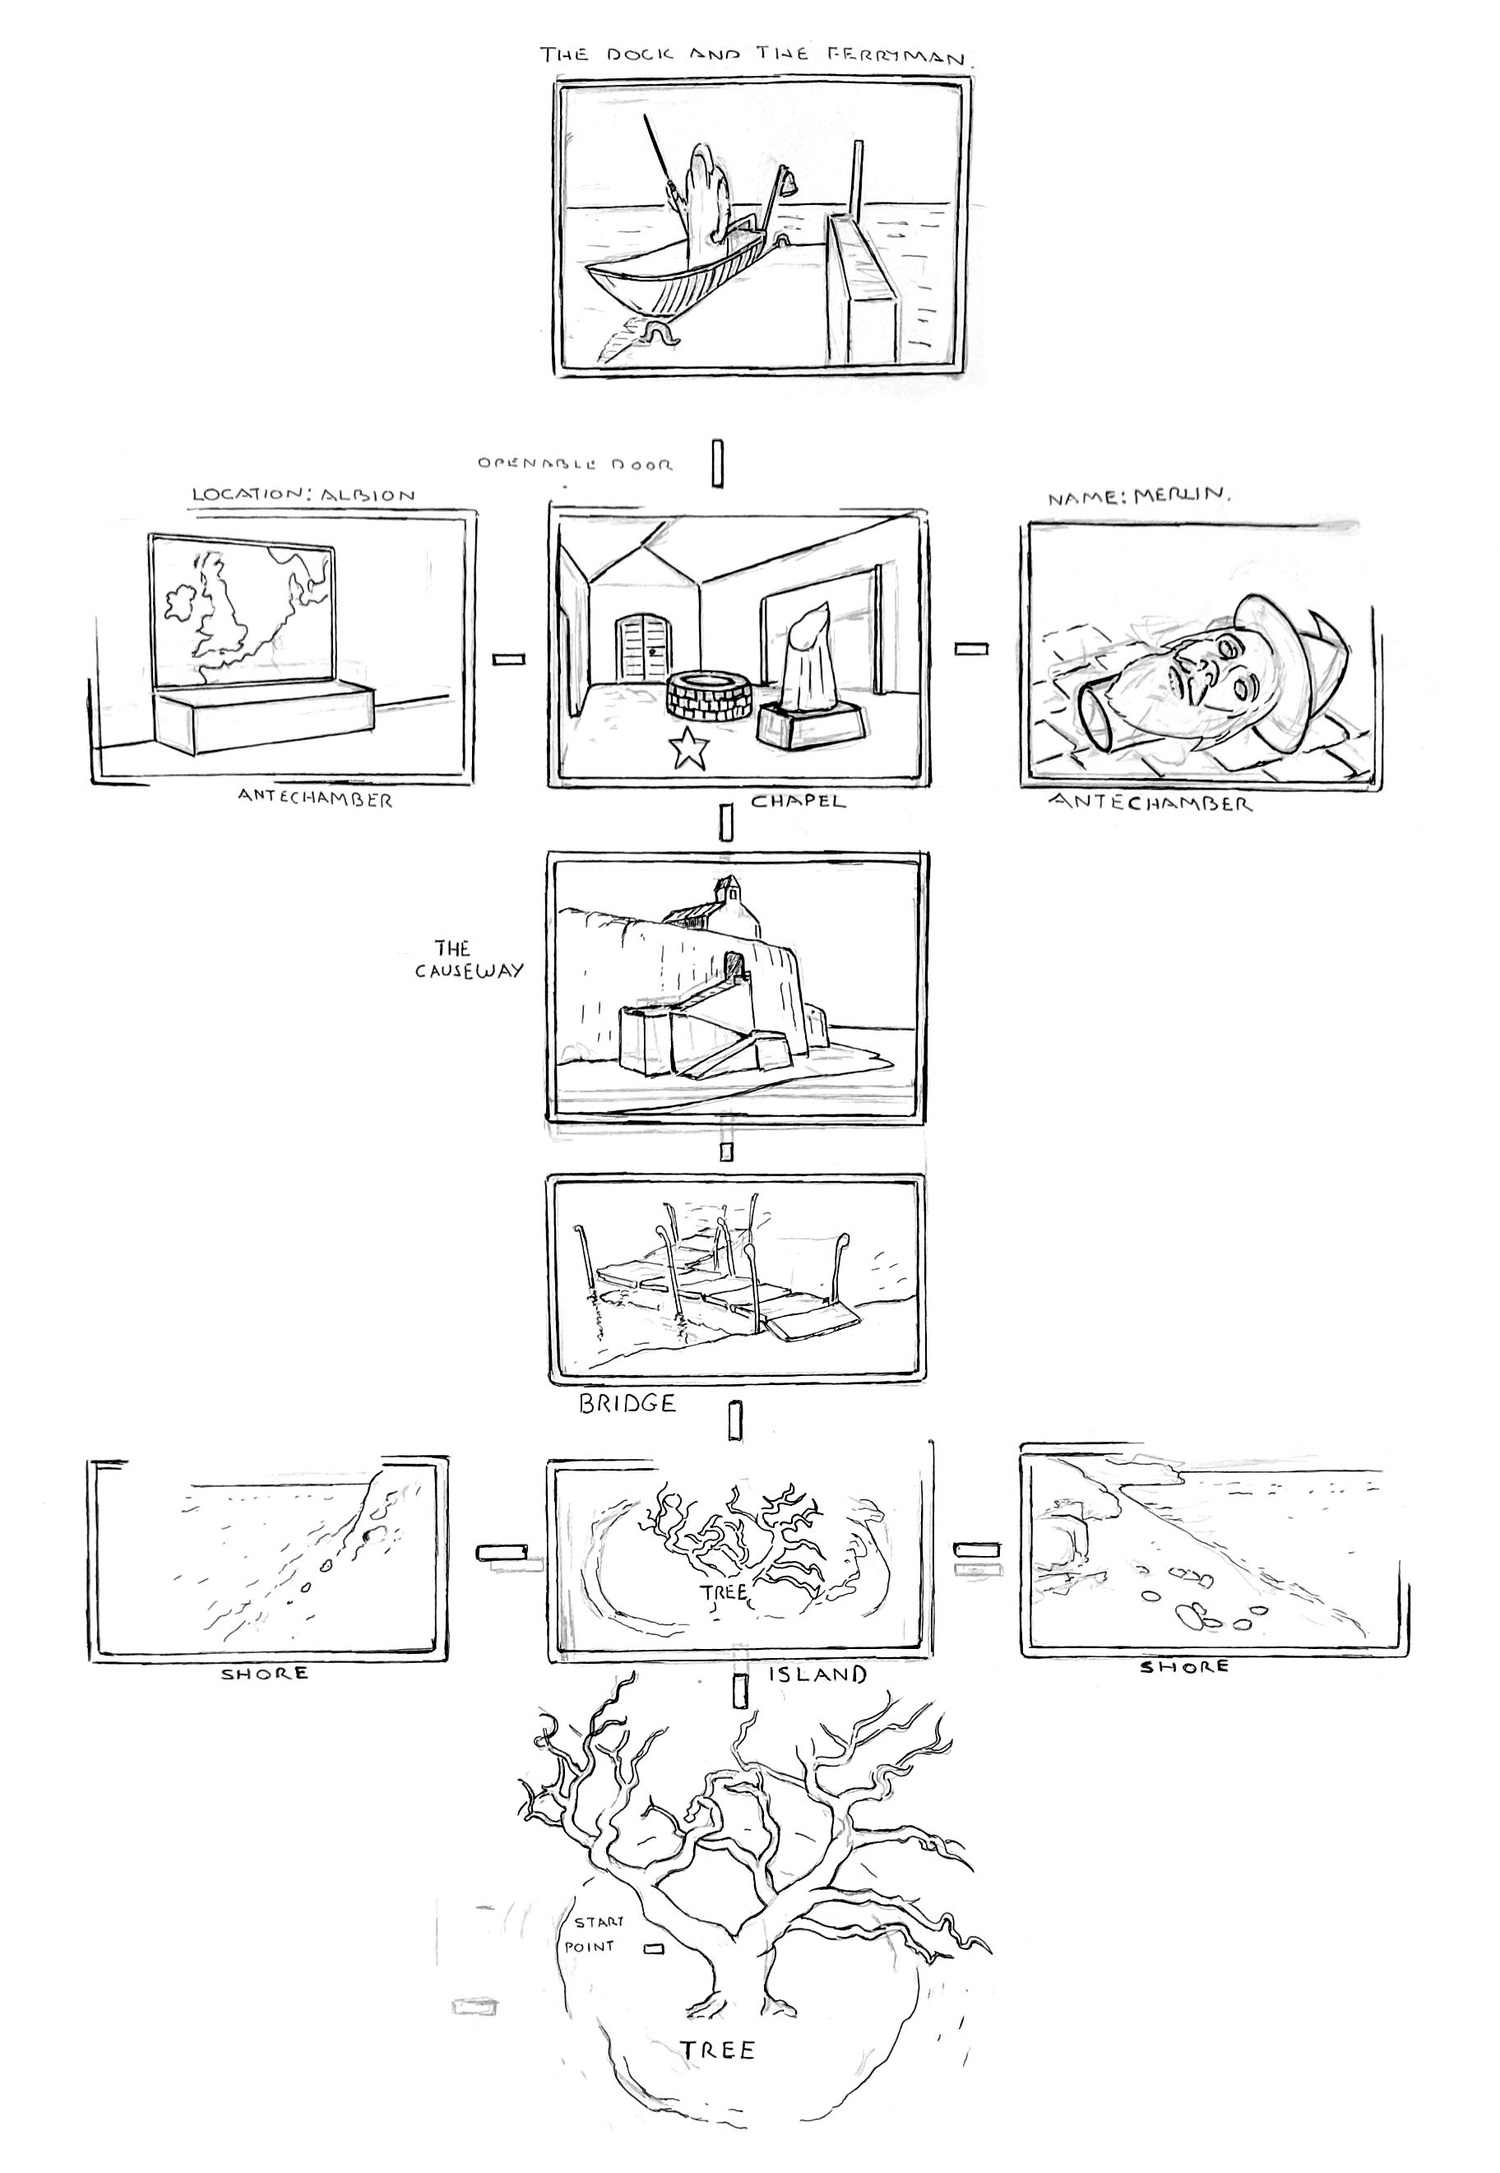 THE DOCK AND THE FERRYMAN.
OPENABLE DOOR
LOCATION: ALBION
NAME: MERLIN.
ANTECHAMBER
CHAPEL
ANTECHAMBER
THE
CAUSEWAY
BRIDGE
TREE
SHORE
ISLAND
SHORE
START
POINT
TREE